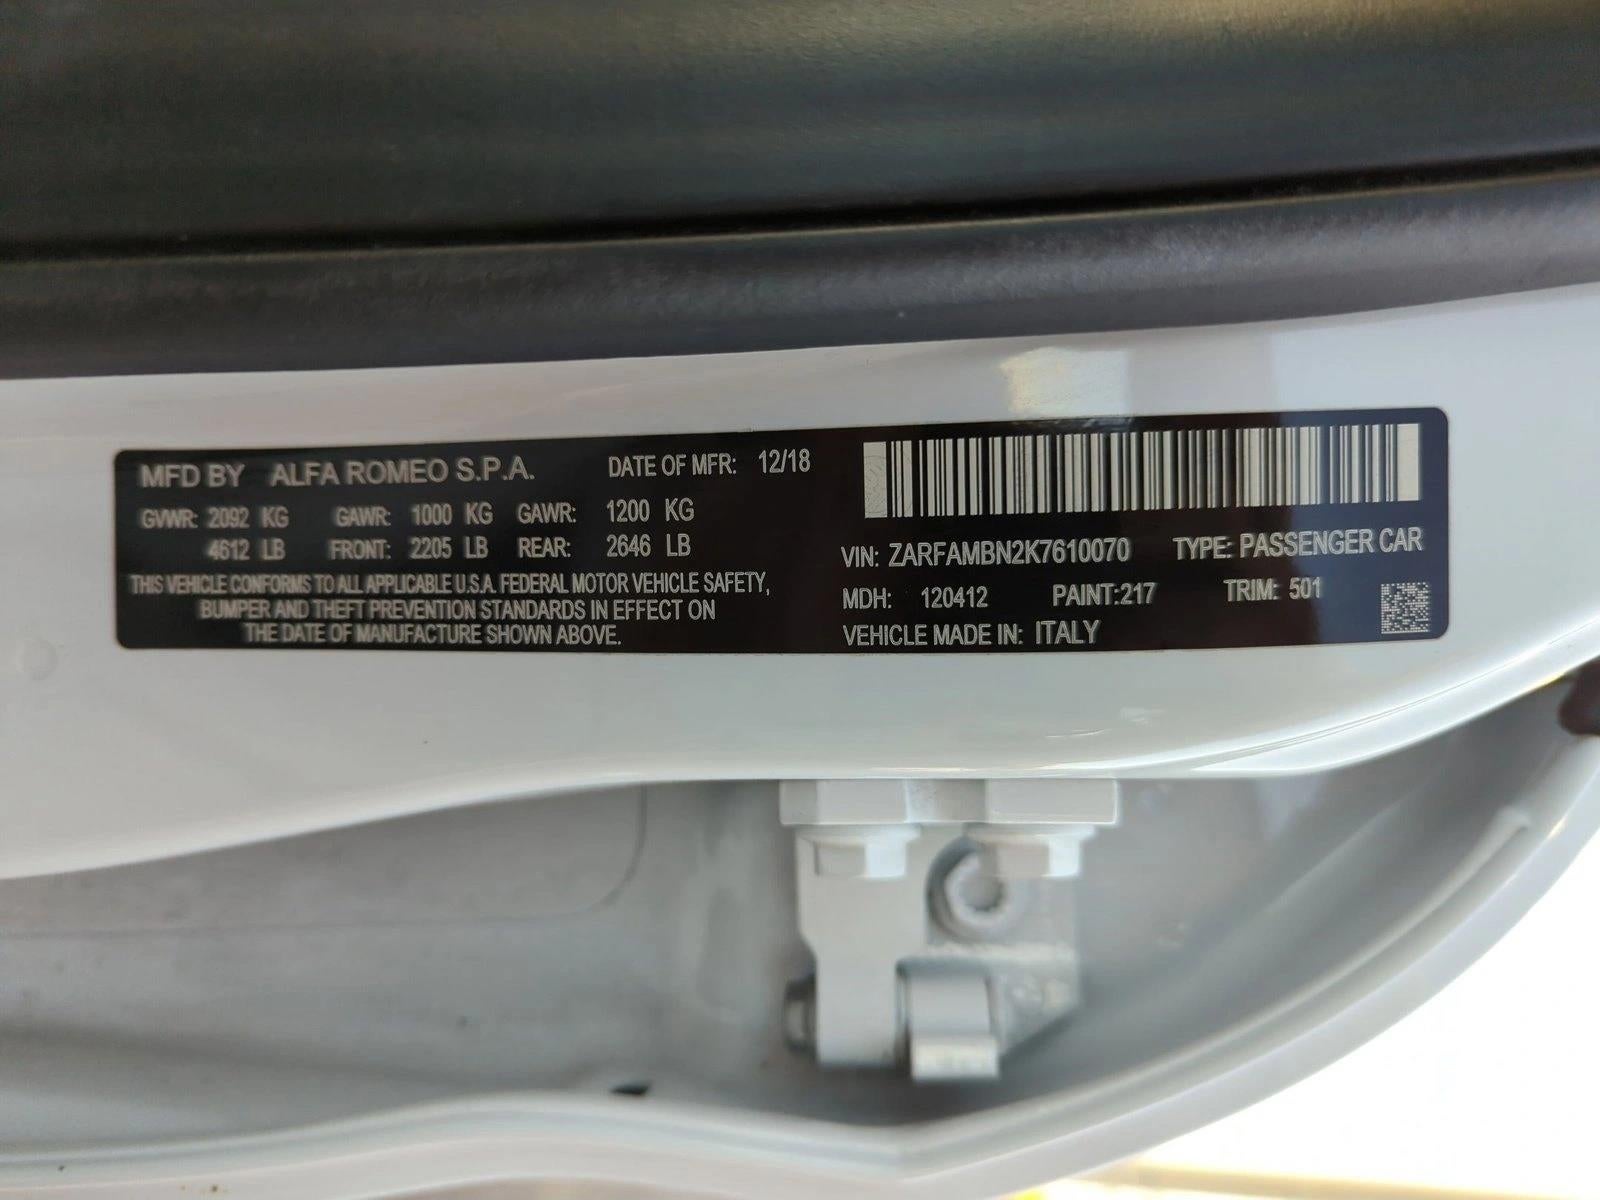 MFD BY ALFA ROMEO S.P.A. DATE OF MFR: 12/18
GVWR: 2092 KG GAWR: 1000 KG GAWR: 1200 KG
4612 LB FRONT: 2205 LB REAR: 2646 LB
THIS VEHICLE CONFORMS TO ALL APPLICABLE U.S.A. FEDERAL MOTOR VEHICLE SAFETY,
BUMPER AND THEFT PREVENTION STANDARDS IN EFFECT ON
THE DATE OF MANUFACTURE SHOWN ABOVE.
VIN: ZARFAMBN2K7610070 TYPE: PASSENGER CAR
MDH: 120412 PAINT:217 TRIM: 501
VEHICLE MADE IN: ITALY